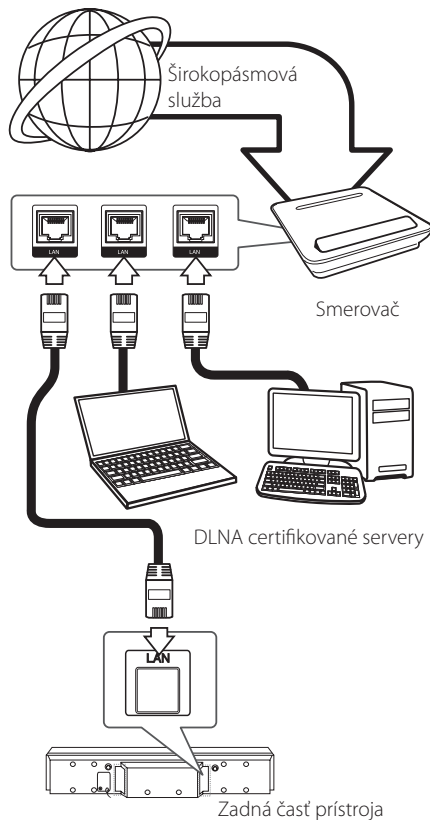 Širokopásmová
služba
LAN
LAN
LAN
Smerovač
DLNA certifikované servery
LAN
Zadná časť prístroja